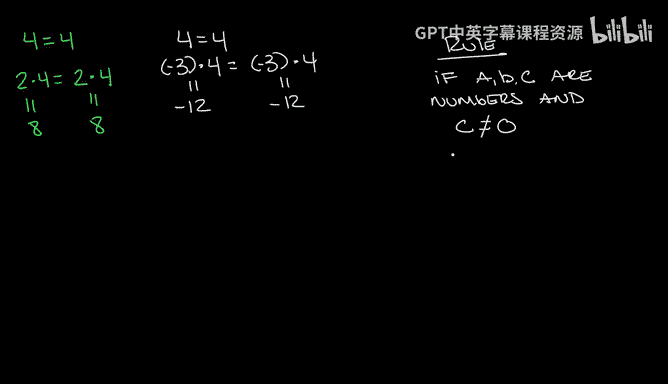 GPT中英字幕课程资源 bilibili
4=4
2·4=2·4
|| ||
8 8
4=4
(-3)·4=(-3)·4
|| ||
-12 -12
RULE
IF A,b,C ARE
NUMBERS AND
C≠0